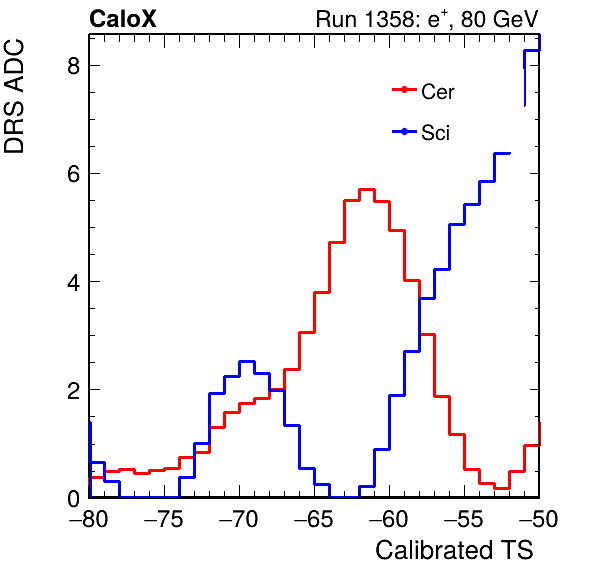 CaloX Run 1358: e⁺, 80 GeV
DRS ADC
8
6
4
2
0
Cer
Sci
−80 −75 −70 −65 −60 −55 −50
Calibrated TS